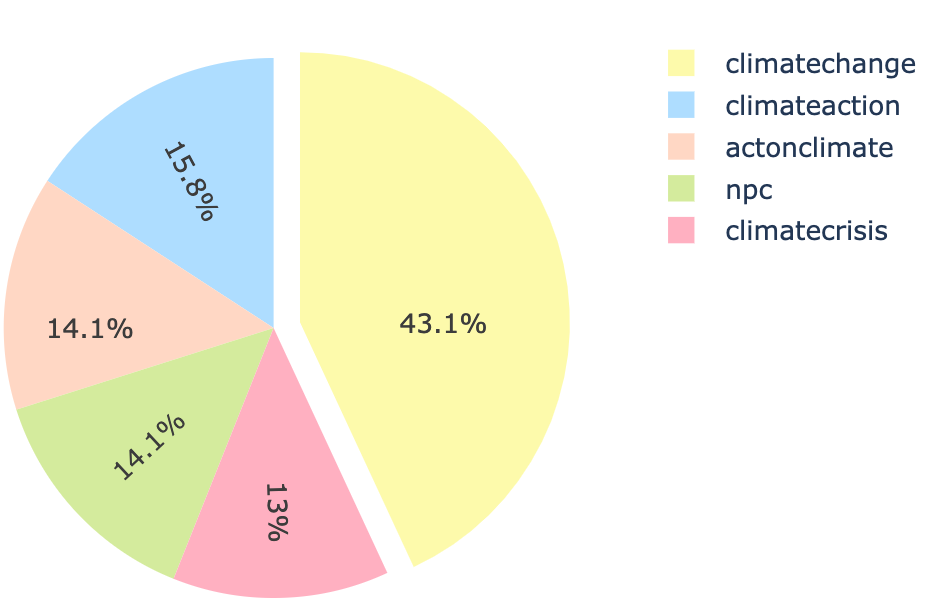 climatechange
climateaction
actonclimate
npc
climatecrisis
15.8%
43.1%
14.1%
14.1%
13%